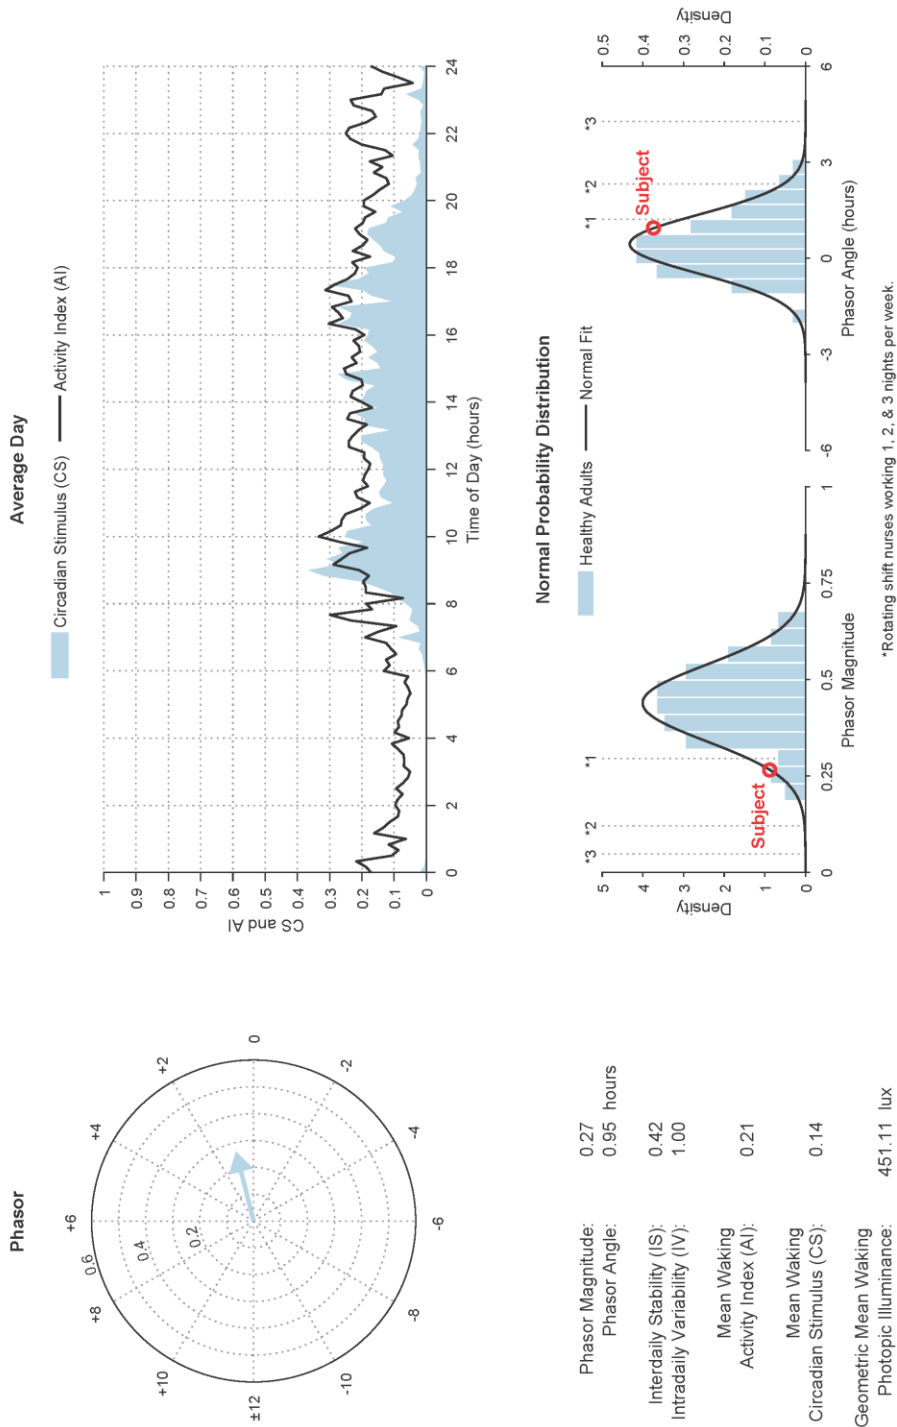 Phasor
0
+2
+4
+6
+8
+10
±12
-10
-8
-6
-4
-2
0.2
0.4
0.6
Phasor Magnitude: 0.27
Phasor Angle: 0.95 hours
Interdaily Stability (IS): 0.42
Intradaily Variability (IV): 1.00
Mean Waking
Activity Index (AI): 0.21
Mean Waking
Circadian Stimulus (CS): 0.14
Geometric Mean Waking
Photopic Illuminance: 451.11 lux
Average Day
Circadian Stimulus (CS) Activity Index (AI)
CS and AI
1
0.9
0.8
0.7
0.6
0.5
0.4
0.3
0.2
0.1
0
0 2 4 6 8 10 12 14 16 18 20 22 24
Time of Day (hours)
Normal Probability Distribution
Healthy Adults Normal Fit
*3 *2 *1
Subject
Density
5
4
3
2
1
0
0 0.25 0.5 0.75 1
Phasor Magnitude
*1 *2 *3
Subject
Density
0.5
0.4
0.3
0.2
0.1
0
-6 -3 0 3 6
Phasor Angle (hours)
*Rotating shift nurses working 1, 2, & 3 nights per week.